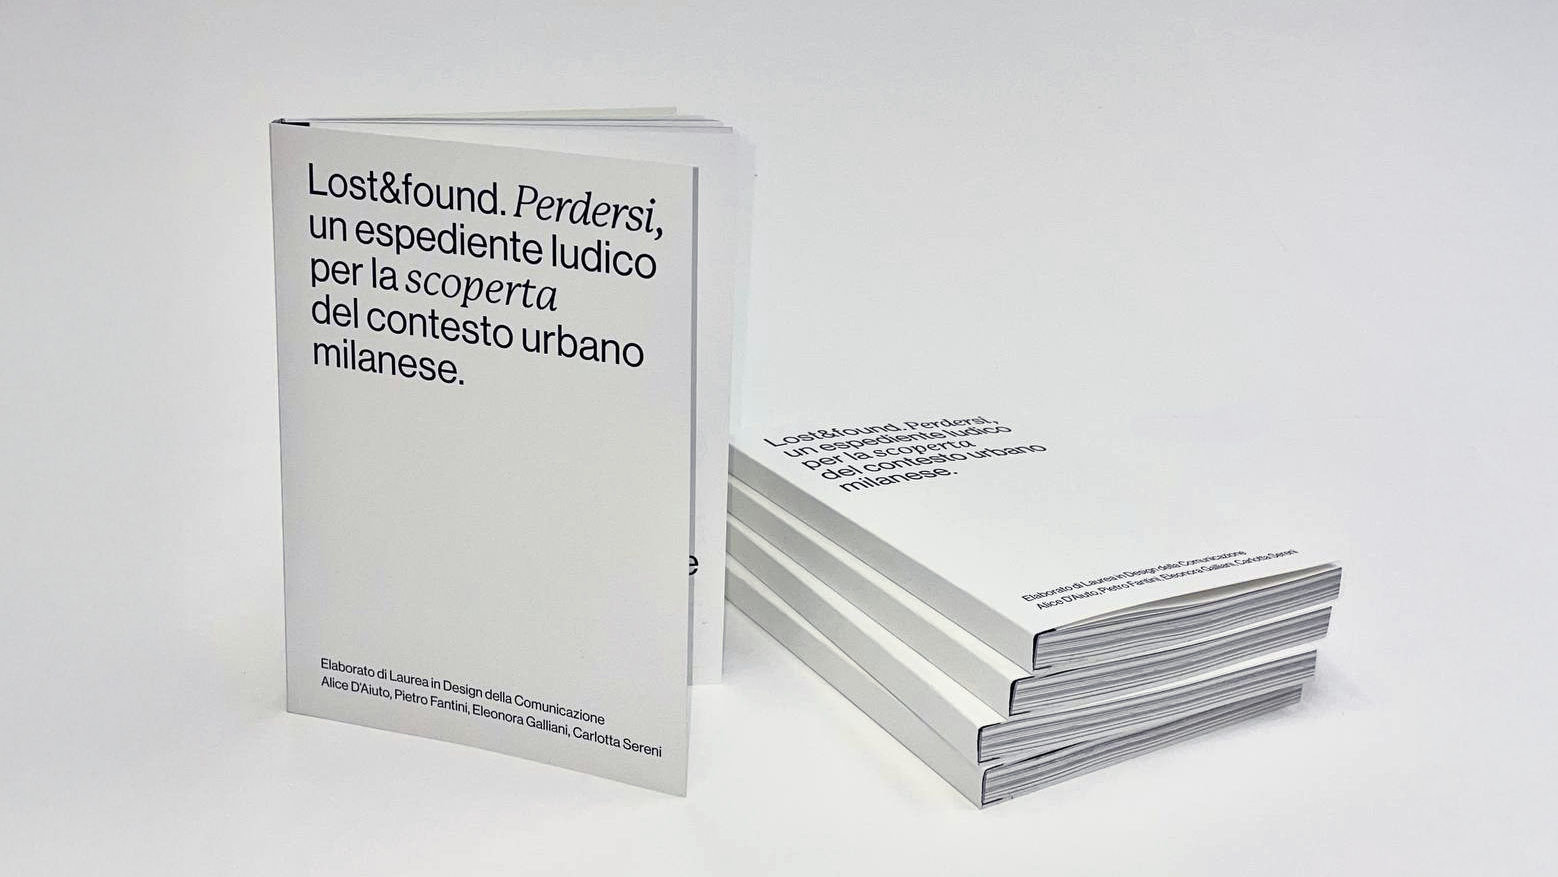 Lost&found. Perdersi,
un espediente ludico
per la scoperta
del contesto urbano
milanese.
e
Elaborato di Laurea in Design della Comunicazione
Alice D'Aiuto, Pietro Fantini, Eleonora Galliani, Carlotta Sereni
Lost&found. Perdersi,
un espediente ludico
per la scoperta
del contesto urbano
milanese.
Elaborato di Laurea in Design della Comunicazione
Alice D'Aiuto, Pietro Fantini, Eleonora Galliani, Carlotta Sereni